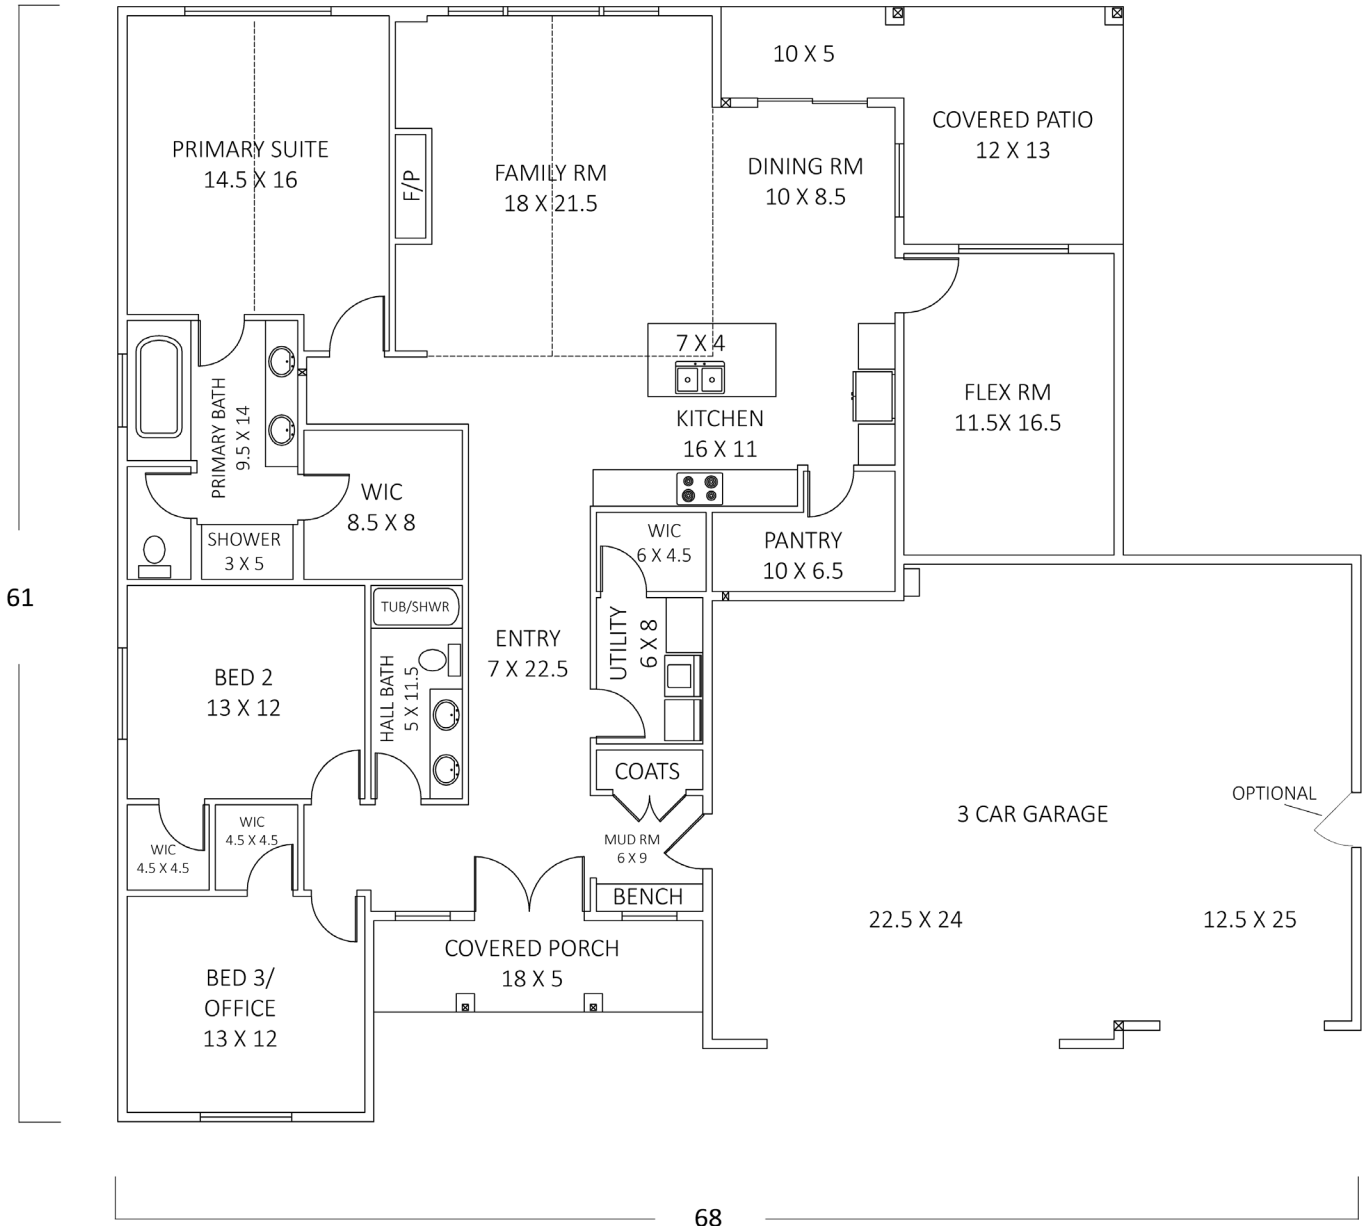 10 X 5
COVERED PATIO
12 X 13
PRIMARY SUITE
14.5 X 16
F/P
FAMILY RM
18 X 21.5
DINING RM
10 X 8.5
7 X 4
KITCHEN
16 X 11
FLEX RM
11.5X 16.5
PRIMARY BATH
9.5 X 14
WIC
8.5 X 8
SHOWER
3 X 5
WIC
6 X 4.5
PANTRY
10 X 6.5
61
TUB/SHWR
ENTRY
7 X 22.5
UTILITY
6 X 8
BED 2
13 X 12
HALL BATH
5 X 11.5
COATS
OPTIONAL
3 CAR GARAGE
WIC
4.5 X 4.5
WIC
4.5 X 4.5
MUD RM
6 X 9
BENCH
22.5 X 24
12.5 X 25
COVERED PORCH
18 X 5
BED 3/
OFFICE
13 X 12
68